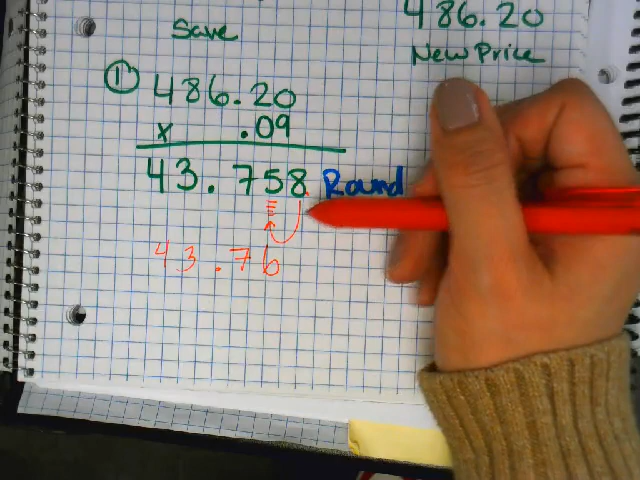 Save
486.20
New Price
① 486.20
x .09
43.758 Round
43.76